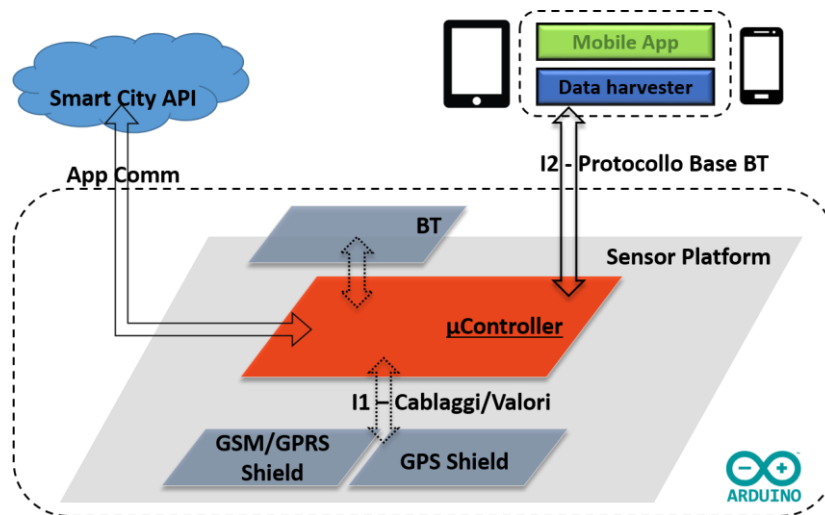 Smart City API
Mobile App
Data harvester
App Comm
I2 - Protocollo Base BT
BT
Sensor Platform
µController
I1 – Cablaggi/Valori
GSM/GPRS
Shield
GPS Shield
ARDUINO